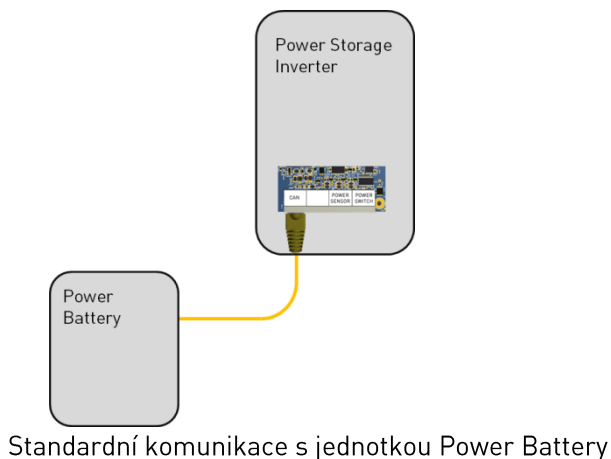 Power Storage
Inverter
CAN
POWER
SENSOR
POWER
SWITCH
Power
Battery
Standardní komunikace s jednotkou Power Battery